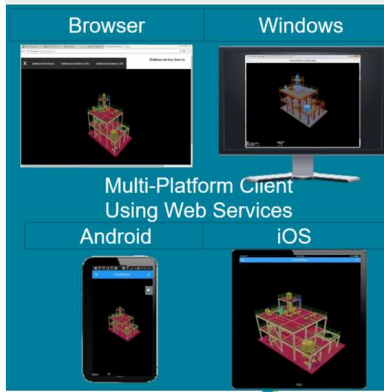 Browser
Windows
Multi-Platform Client
Using Web Services
Android
iOS